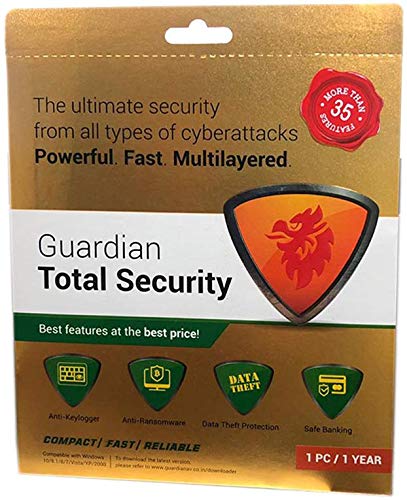 The ultimate security
from all types of cyberattacks
Powerful. Fast. Multilayered.
MORE THAN
35
FEATURES
Guardian
Total Security
Best features at the best price!
DATA
THEFT
Anti-Keylogger
Anti-Ransomware
Data Theft Protection
Safe Banking
COMPACT/ FAST/ RELIABLE
Compatible with Windows
10/8.1/8/7/Vista/XP/2000
To download the latest version,
please refer to www.guardianav.co.in/downloader
1 PC / 1 YEAR